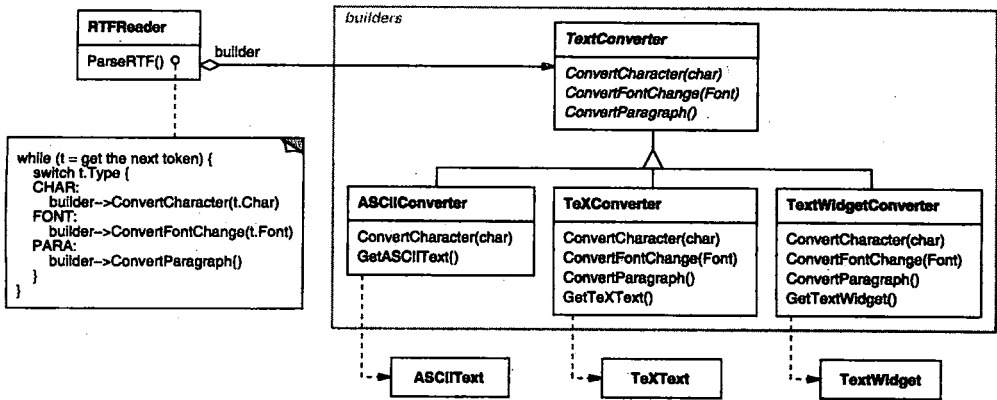 builders
RTFReader
ParseRTF()
builder
TextConverter
ConvertCharacter(char)
ConvertFontChange(Font)
ConvertParagraph()
while (t = get the next token) {
switch t.Type {
CHAR:
builder->ConvertCharacter(t.Char)
FONT:
builder->ConvertFontChange(t.Font)
PARA:
builder->ConvertParagraph()
}
}
ASCIIConverter
ConvertCharacter(char)
GetASCIIText()
TeXConverter
ConvertCharacter(char)
ConvertFontChange(Font)
ConvertParagraph()
GetTeXText()
TextWidgetConverter
ConvertCharacter(char)
ConvertFontChange(Font)
ConvertParagraph()
GetTextWidget()
ASCIIText
TeXText
TextWidget